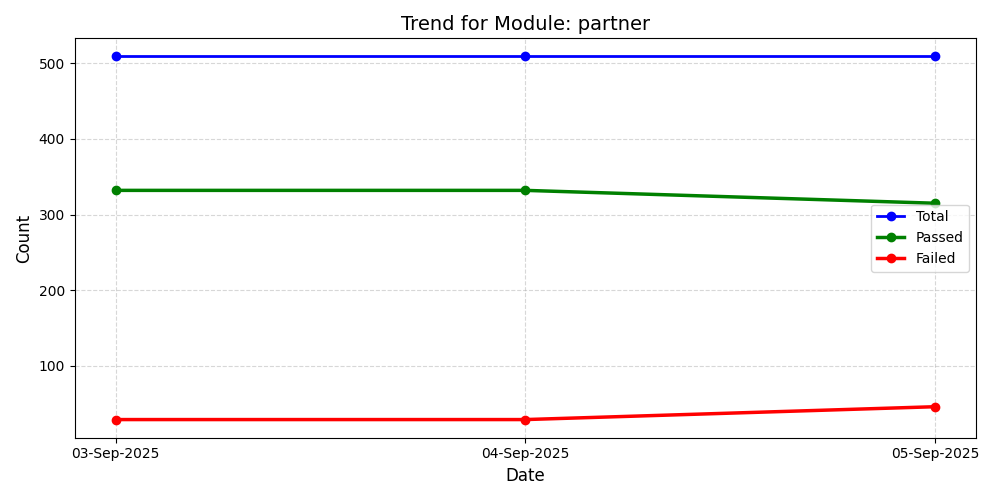 Trend for Module: partner
Count
500
400
300
200
100
Total
Passed
Failed
03-Sep-2025
04-Sep-2025
05-Sep-2025
Date